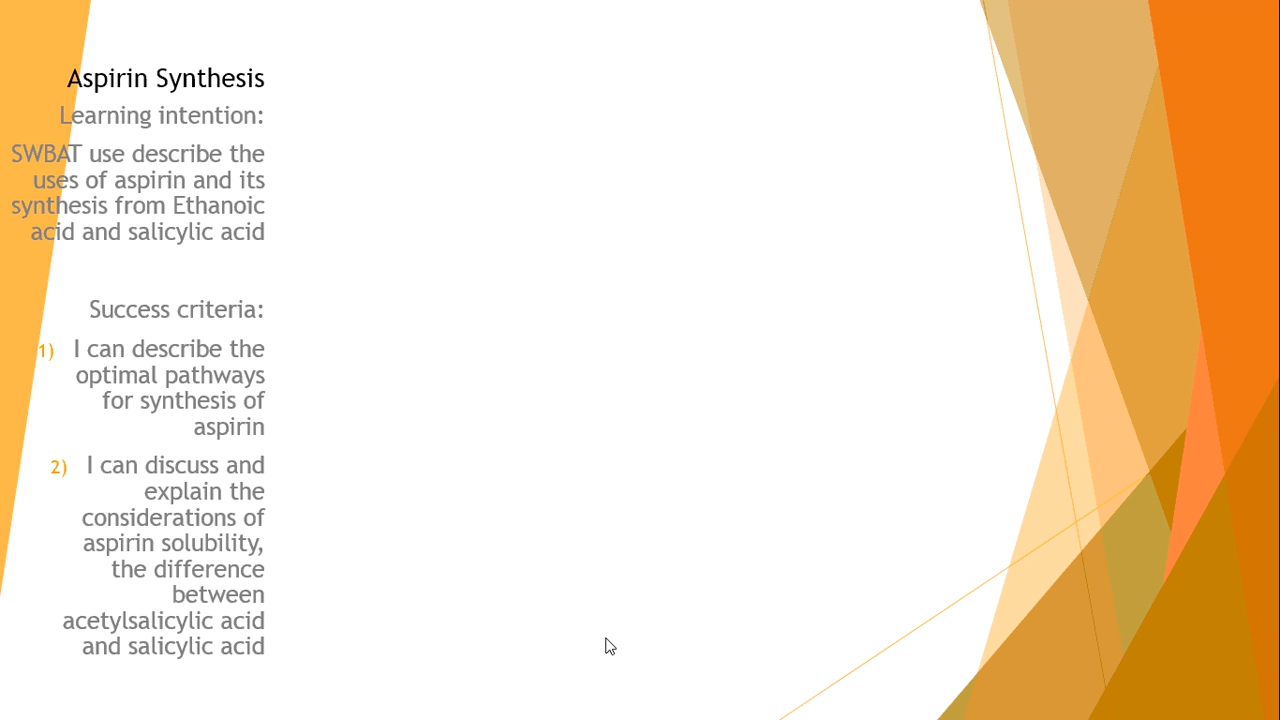 Aspirin Synthesis
Learning intention:
SWBAT use describe the
uses of aspirin and its
synthesis from Ethanoic
acid and salicylic acid
Success criteria:
1) I can describe the
optimal pathways
for synthesis of
aspirin
2) I can discuss and
explain the
considerations of
aspirin solubility,
the difference
between
acetylsalicylic acid
and salicylic acid